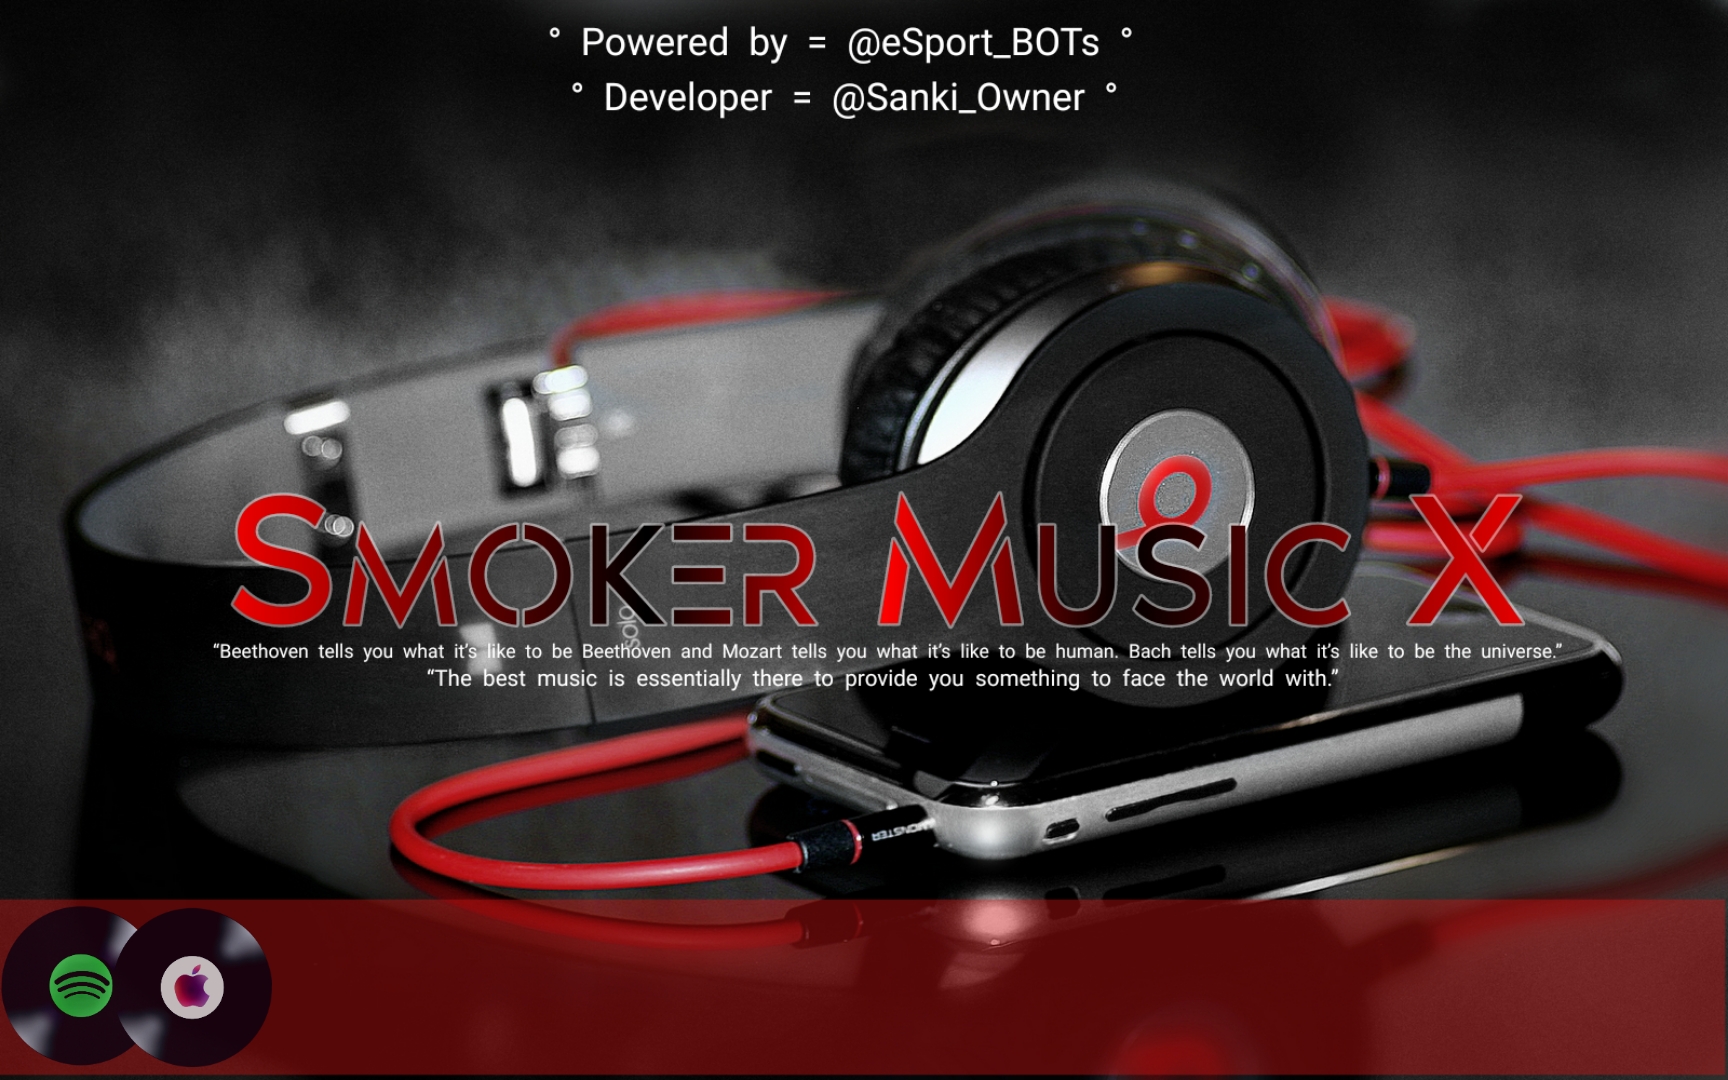 ° Powered by = @eSport_BOTs °
° Developer = @Sanki_Owner °
SMOKER MUSIC X
solo
“Beethoven tells you what it’s like to be Beethoven and Mozart tells you what it’s like to be human. Bach tells you what it’s like to be the universe.”
“The best music is essentially there to provide you something to face the world with.”
MONSTER